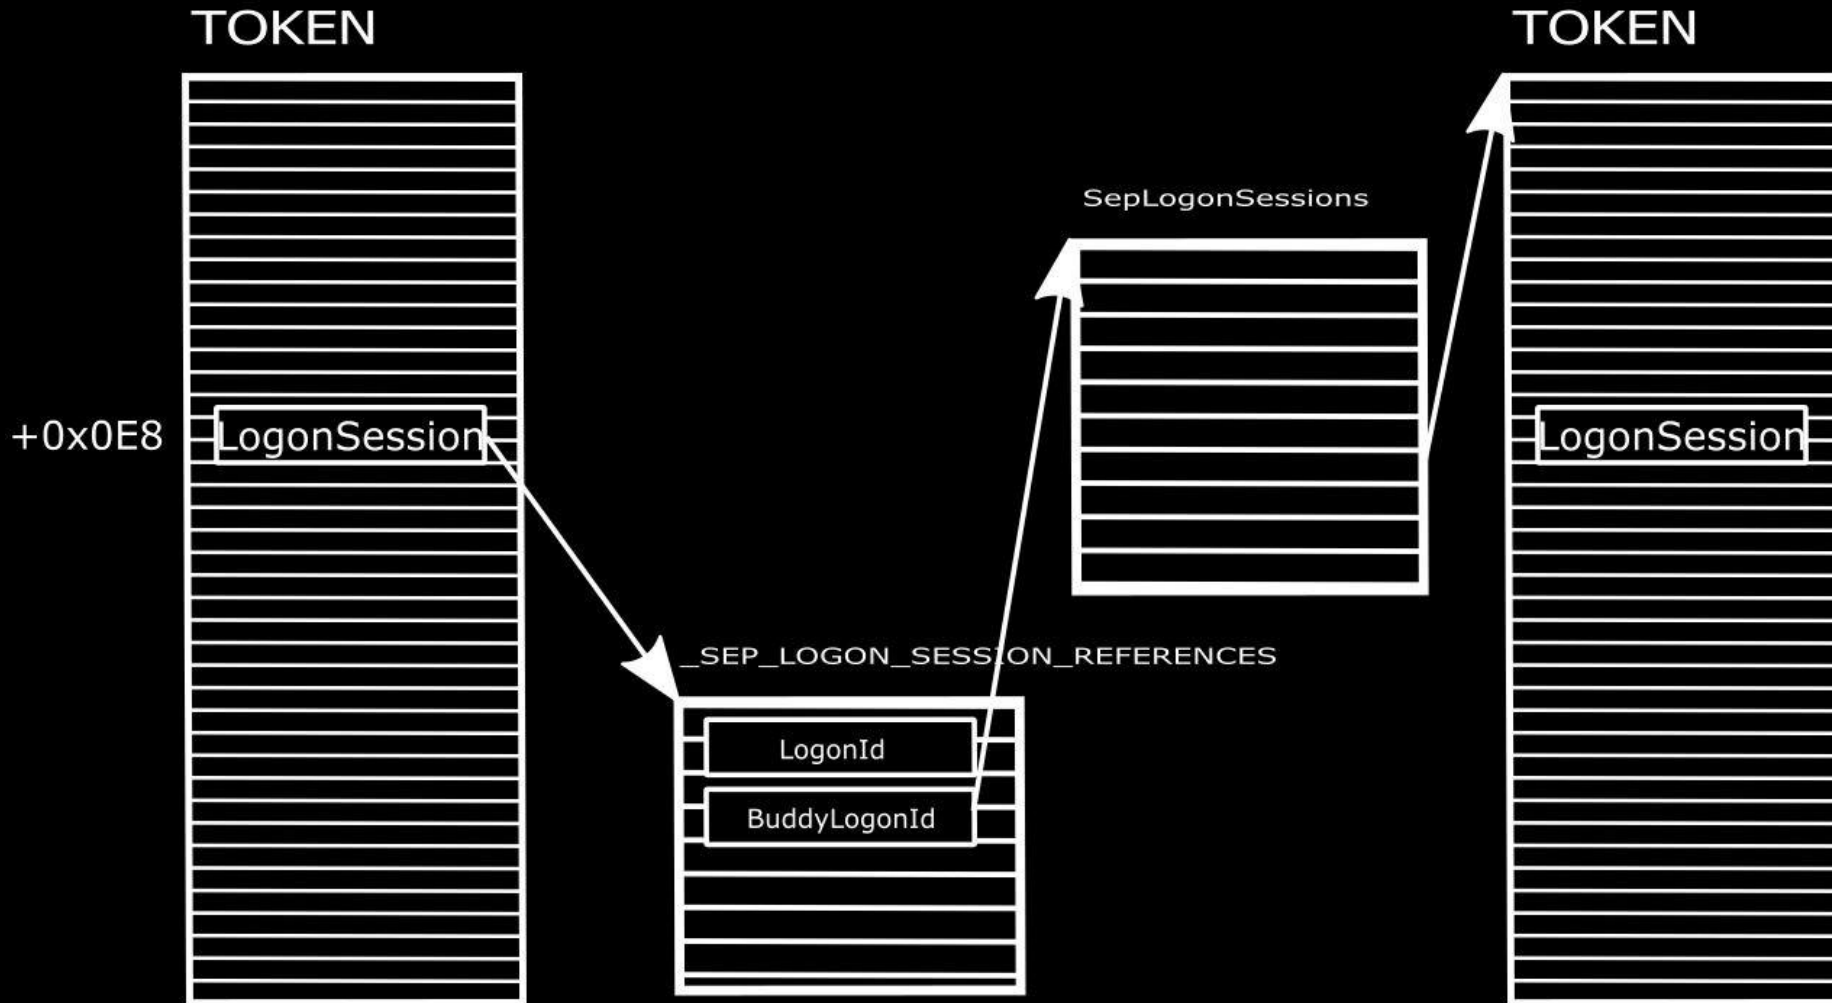 TOKEN
TOKEN
SepLogonSessions
+0x0E8
LogonSession
LogonSession
_SEP_LOGON_SESSION_REFERENCES
LogonId
BuddyLogonId